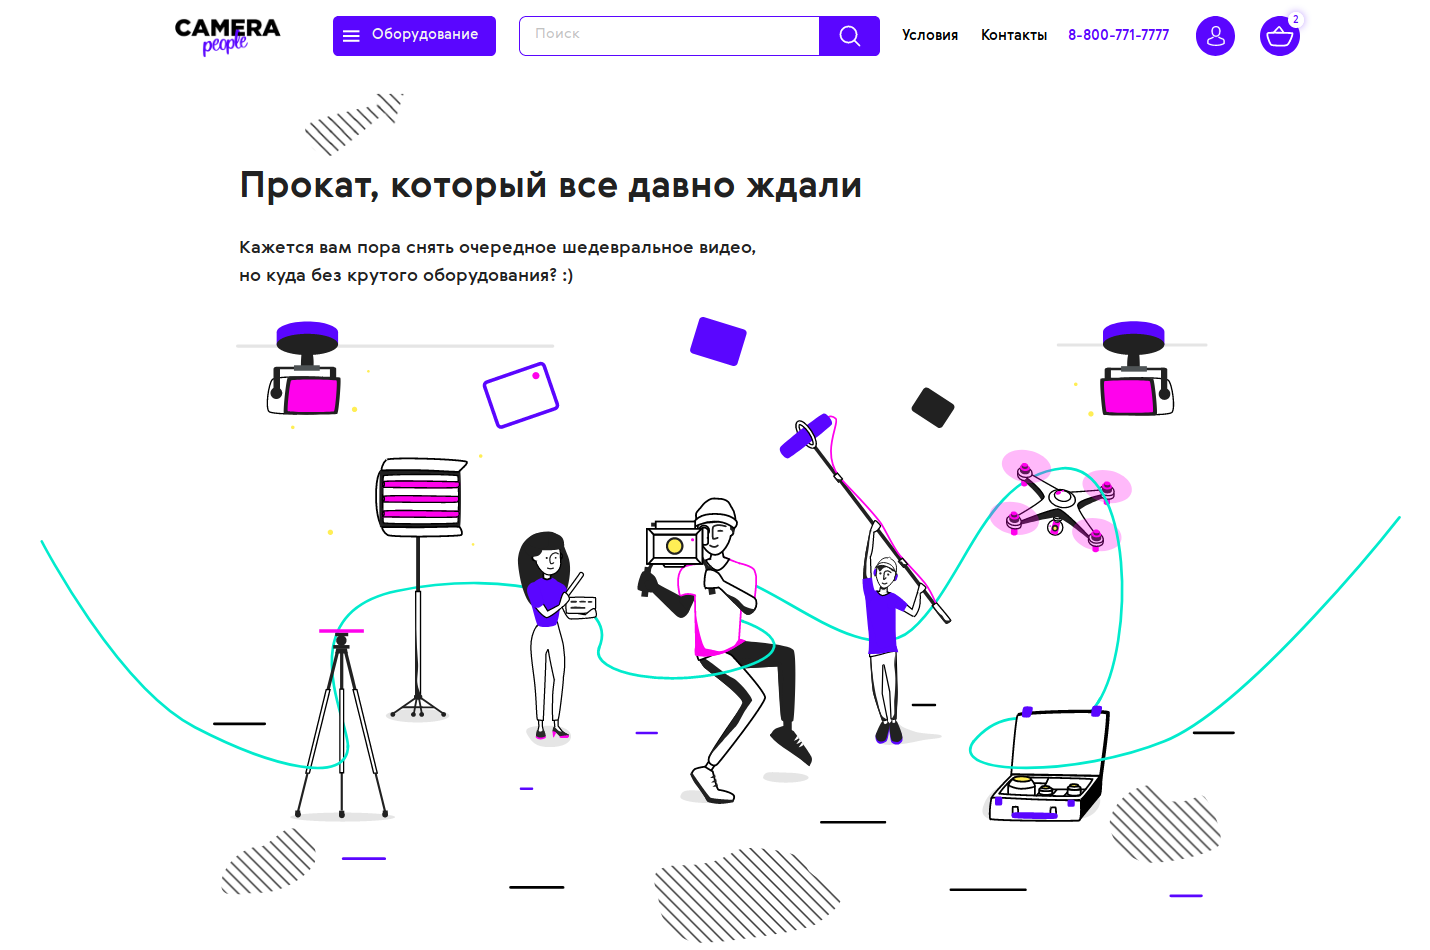 CAMERA
people
Оборудование
Поиск
Условия
Контакты
8-800-771-7777
2
Прокат, который все давно ждали
Кажется вам пора снять очередное шедевральное видео,
но куда без крутого оборудования? :)